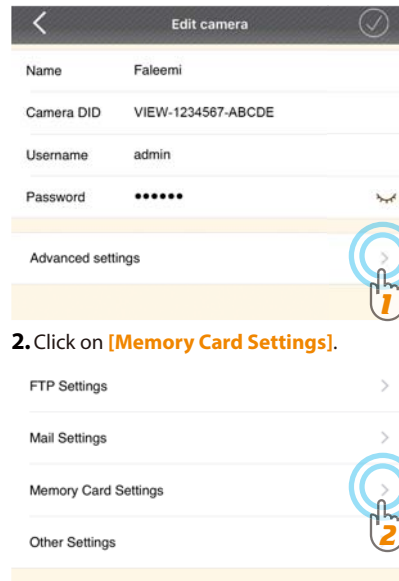 Edit camera
Name Faleemi
Camera DID VIEW-1234567-ABCDE
Username admin
Password ••••••
Advanced settings
1
2. Click on [Memory Card Settings].
FTP Settings
Mail Settings
Memory Card Settings
2
Other Settings